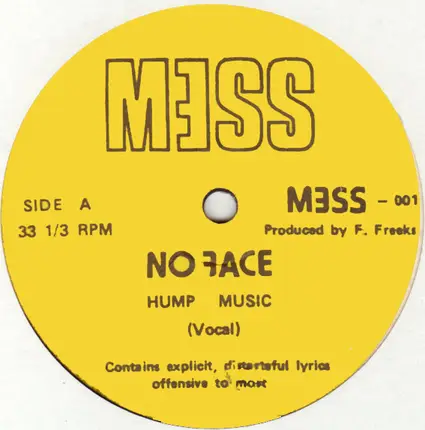 MESS
SIDE A
MESS - 001
33 1/3 RPM
Produced by F. Freeks
NO FACE
HUMP MUSIC
(Vocal)
Contains explicit, distasteful lyrics
offensive to most